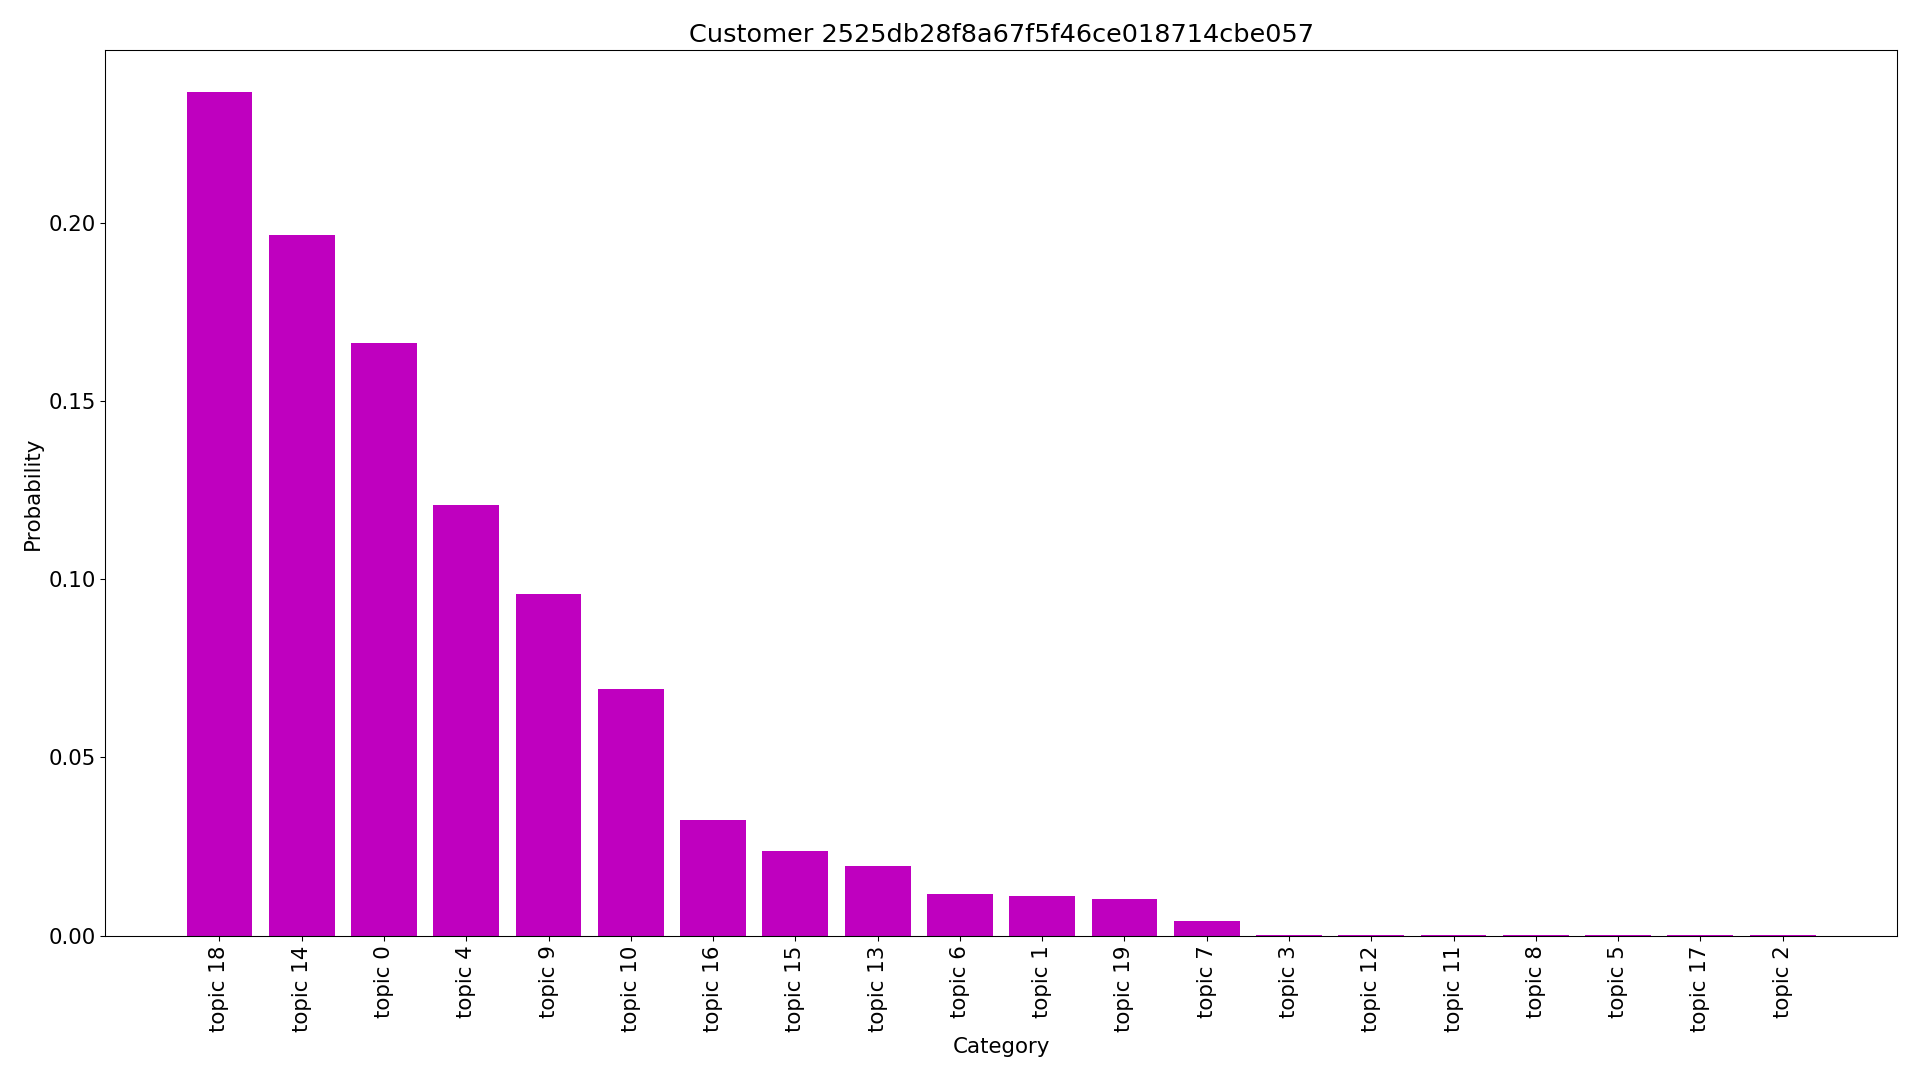 Customer 2525db28f8a67f5f46ce018714cbe057
Probability
0.20
0.15
0.10
0.05
0.00
topic 18
topic 14
topic 0
topic 4
topic 9
topic 10
topic 16
topic 15
topic 13
topic 6
topic 1
topic 19
topic 7
topic 3
topic 12
topic 11
topic 8
topic 5
topic 17
topic 2
Category